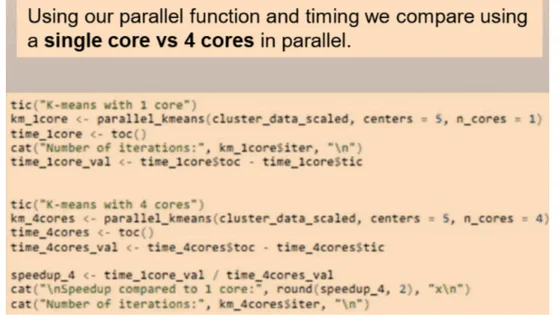 Using our parallel function and timing we compare using
a single core vs 4 cores in parallel.
tic("K-means with 1 core")
km_1core <- parallel_kmeans(cluster_data_scaled, centers = 5, n_cores = 1)
time_1core <- toc()
cat("Number of iterations:", km_1core$iter, "\n")
time_1core_val <- time_1core$toc - time_1core$tic
tic("K-means with 4 cores")
km_4cores <- parallel_kmeans(cluster_data_scaled, centers = 5, n_cores = 4)
time_4cores <- toc()
time_4cores_val <- time_4cores$toc - time_4cores$tic
speedup_4 <- time_1core_val / time_4cores_val
cat("\nSpeedup compared to 1 core:", round(speedup_4, 2), "x\n")
cat("Number of iterations:", km_4cores$iter, "\n")